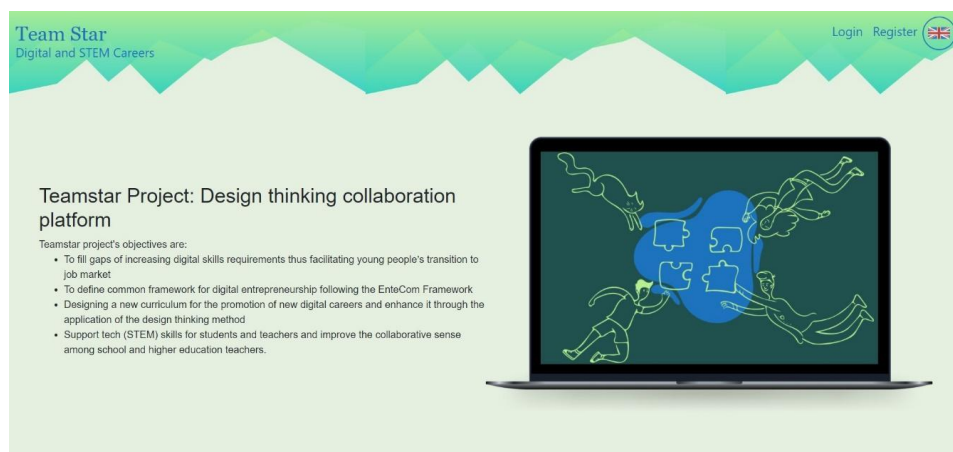 Team Star
Digital and STEM Careers
Login Register
Teamstar Project: Design thinking collaboration
platform
Teamstar project's objectives are:
• To fill gaps of increasing digital skills requirements thus facilitating young people's transition to
job market
• To define common framework for digital entrepreneurship following the EnteCom Framework
• Designing a new curriculum for the promotion of new digital careers and enhance it through the
application of the design thinking method
• Support tech (STEM) skills for students and teachers and improve the collaborative sense
among school and higher education teachers.